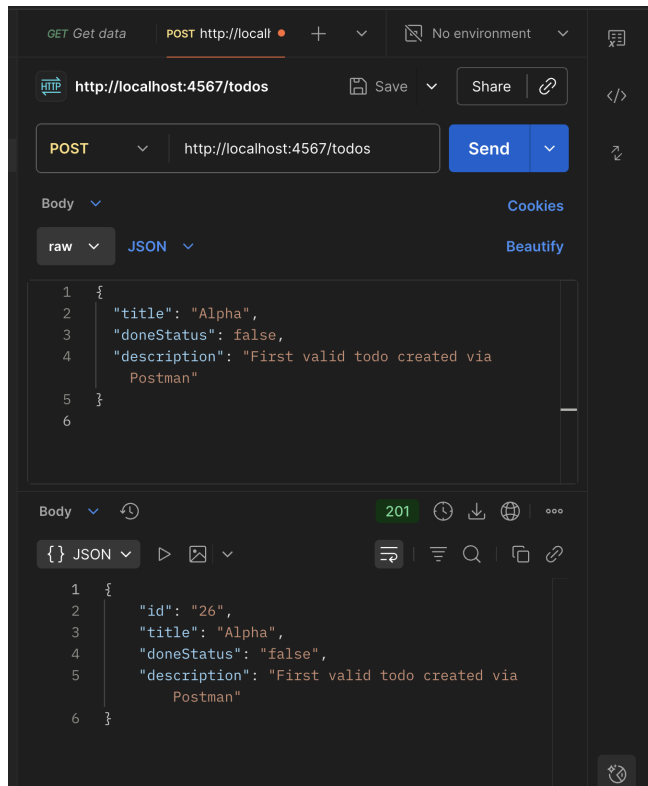 GET Get data POST http://localh No environment
HTTP http://localhost:4567/todos Save Share
POST http://localhost:4567/todos Send
Body Cookies
raw JSON Beautify
1 {
2 "title": "Alpha",
3 "doneStatus": false,
4 "description": "First valid todo created via
Postman"
5 }
6
Body 201
{} JSON
1 {
2 "id": "26",
3 "title": "Alpha",
4 "doneStatus": "false",
5 "description": "First valid todo created via
Postman"
6 }